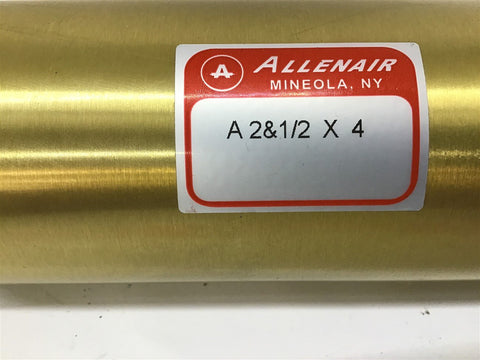 A ALLENAIR
MINEOLA, NY
A 2&1/2 X 4